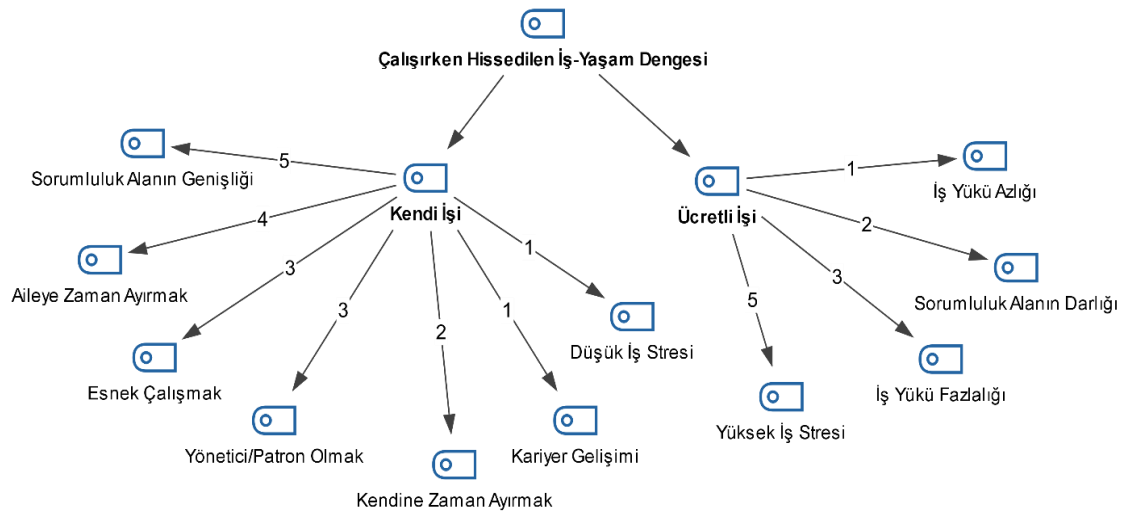 Çalışırken Hissedilen İş-Yaşam Dengesi
5
Sorumluluk Alanın Genişliği
4
Aileye Zaman Ayırmak
3
Esnek Çalışmak
3
Yönetici/Patron Olmak
2
Kendine Zaman Ayırmak
1
Kariyer Gelişimi
1
Düşük İş Stresi
Kendi İşi
Ücretli İşi
1
İş Yükü Azlığı
2
Sorumluluk Alanın Darlığı
3
İş Yükü Fazlalığı
5
Yüksek İş Stresi